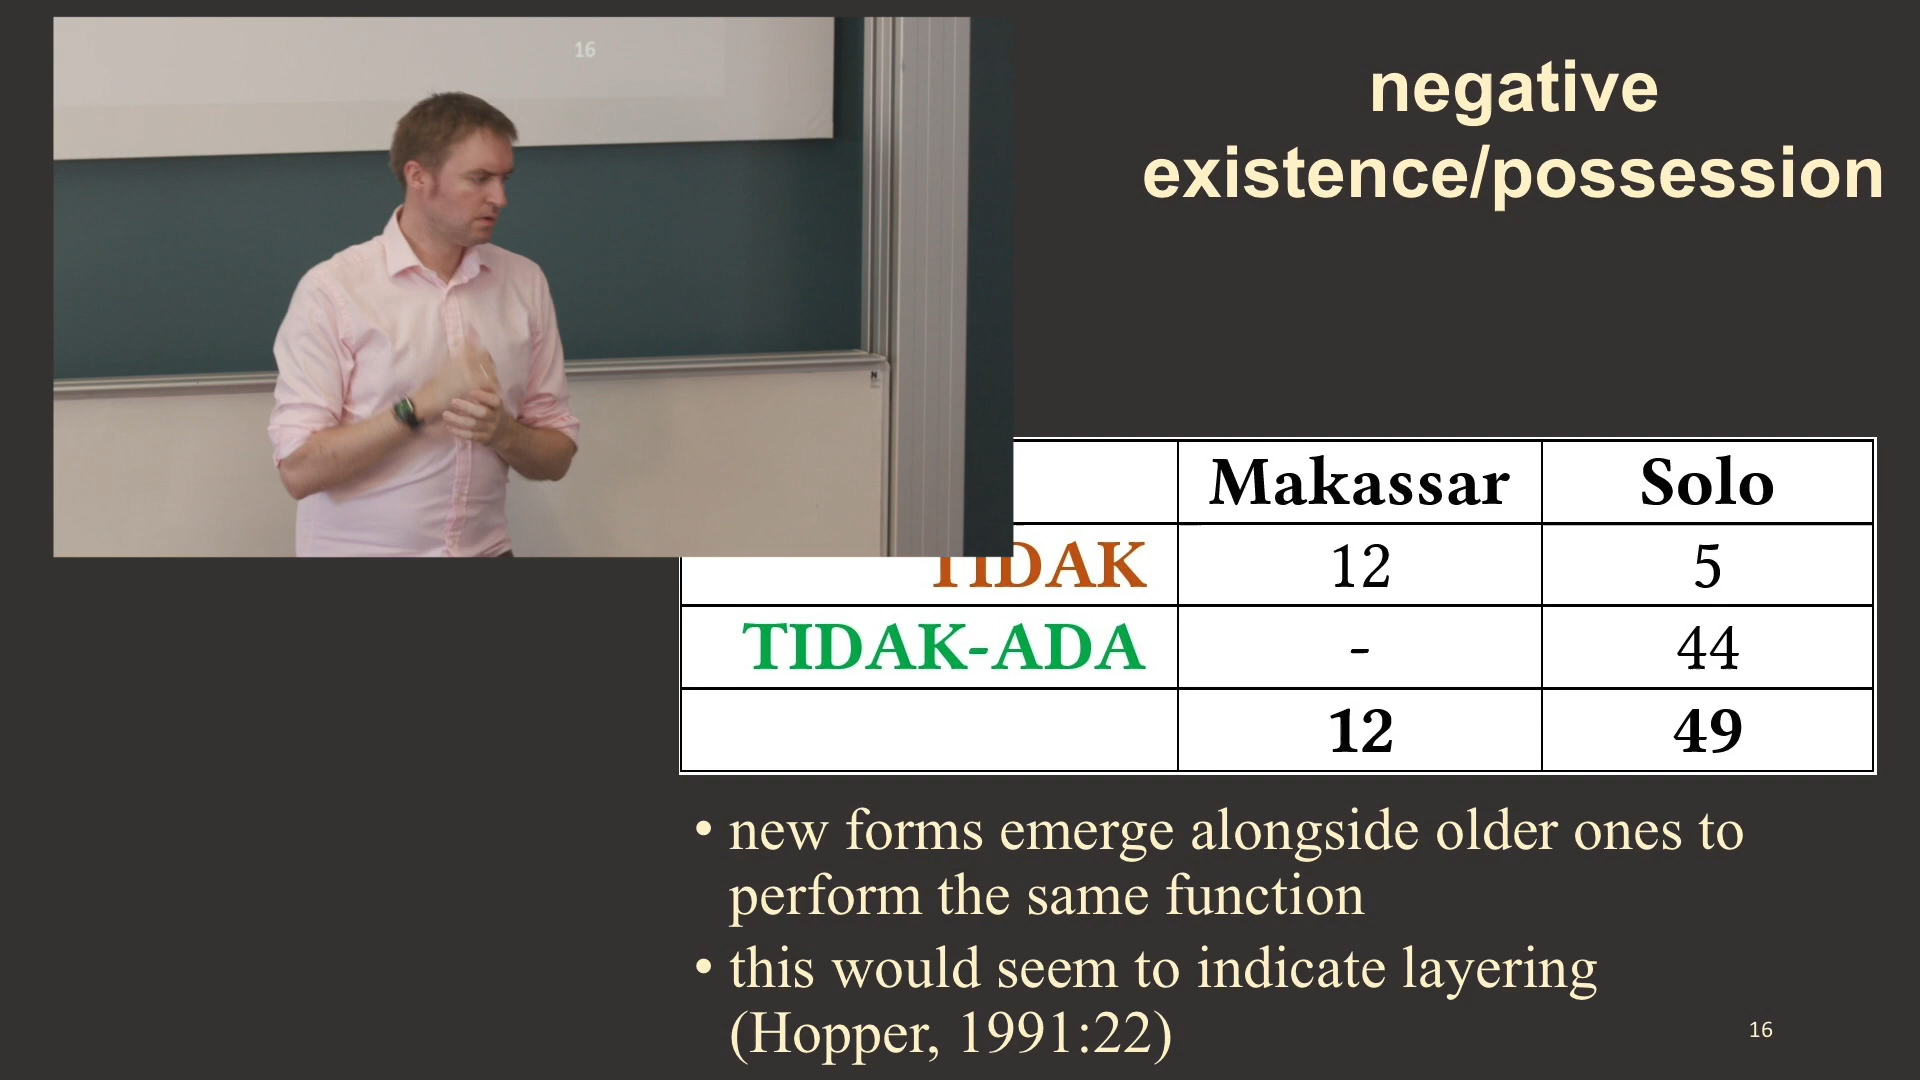 16
negative
existence/possession
Makassar Solo
TIDAK 12 5
TIDAK-ADA - 44
12 49
• new forms emerge alongside older ones to
perform the same function
• this would seem to indicate layering
(Hopper, 1991:22)
16